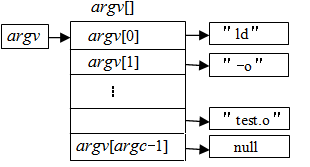 argv[]
argv → argv[0] → "ld"
argv[1] → "-o"
⋮
→ "test.o"
argv[argc-1] → null